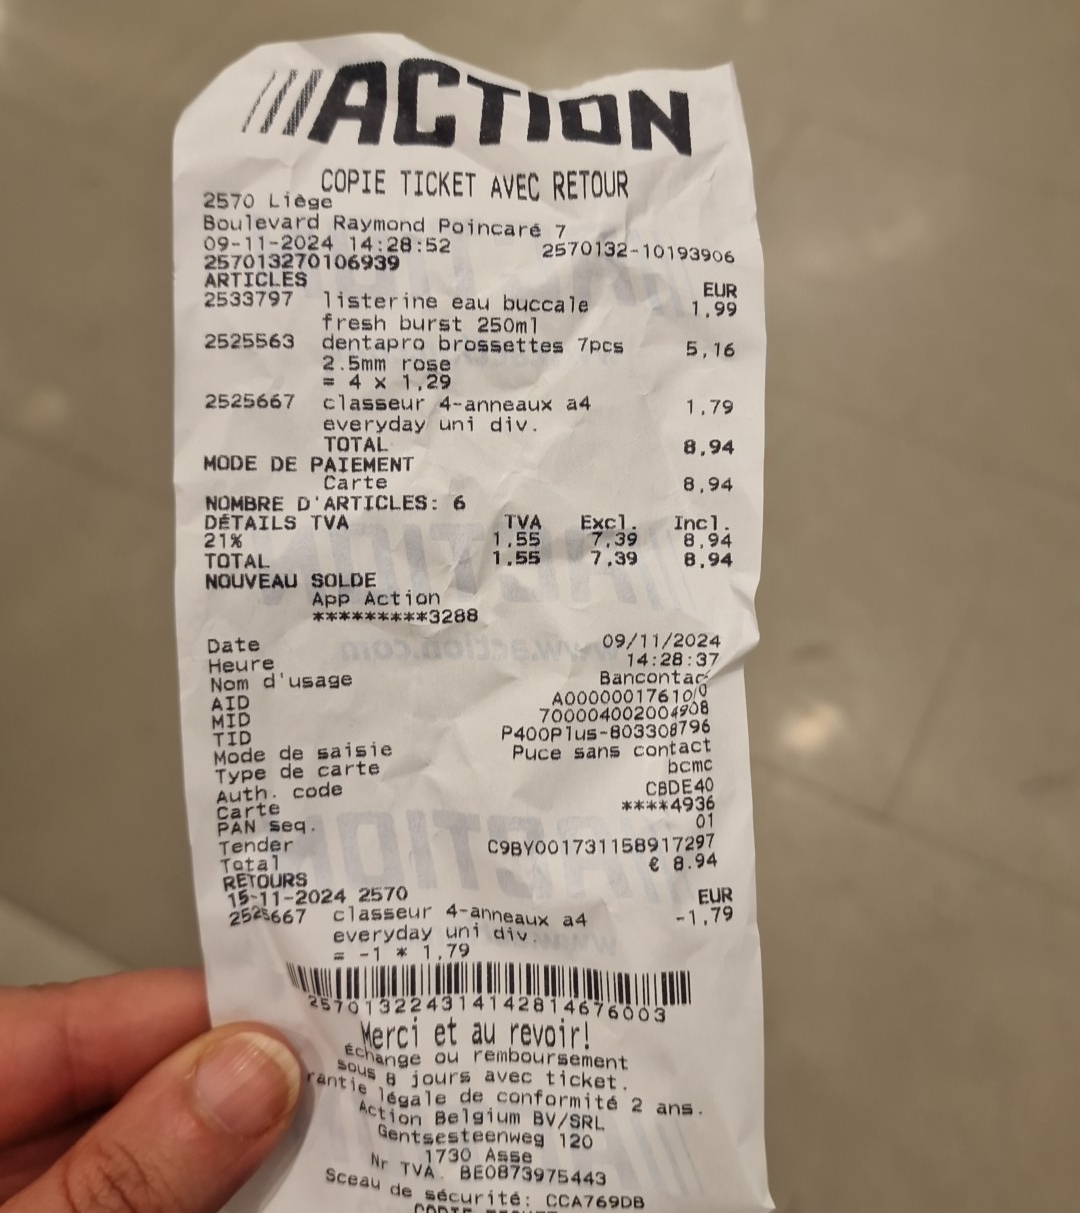 ACTION
COPIE TICKET AVEC RETOUR
2570 Liège
Boulevard Raymond Poincaré 7
09-11-2024 14:28:52 2570132-10193906
257013270106939
ARTICLES EUR
2533797 listerine eau buccale 1,99
fresh burst 250ml
2525563 dentapro brossettes 7pcs 5,16
2.5mm rose
= 4 x 1,29
2525667 classeur 4-anneaux a4 1,79
everyday uni div.
TOTAL 8,94
MODE DE PAIEMENT
Carte 8,94
NOMBRE D'ARTICLES: 6
DÉTAILS TVA TVA Excl. Incl.
21% 1,55 7,39 8,94
TOTAL 1,55 7,39 8,94
NOUVEAU SOLDE
App Action
*********3288
Date 09/11/2024
Heure 14:28:37
Nom d'usage Bancontac
AID
MID 700004002004908
TID P400Plus-803308796
Mode de saisie Puce sans contact
Type de carte bcmc
Auth. code CBDE40
Carte ****4936
PAN seq. 01
Tender C9BY001731158917297
Total € 8.94
RETOURS
15-11-2024 2570 EUR
2525667 classeur 4-anneaux a4 -1,79
everyday uni div.
= -1 * 1,79
257013224314142814676003
Merci et au revoir!
Échange ou remboursement
sous 8 jours avec ticket.
rantie légale de conformité 2 ans.
Action Belgium BV/SRL
Gentsesteenweg 120
1730 Asse
Nr TVA. BE0873975443
Sceau de sécurité: CCA769DB